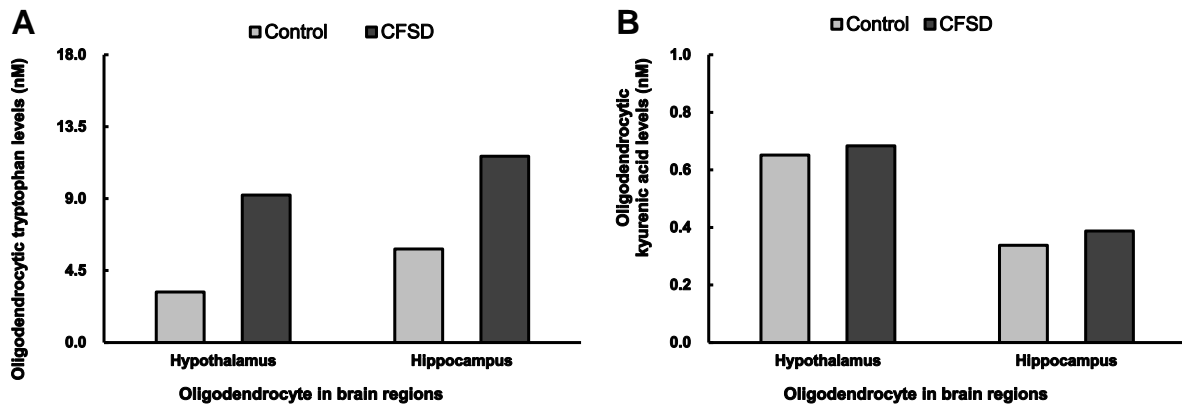 A
Control
CFSD
Oligodendrocytic tryptophan levels (nM)
18.0
13.5
9.0
4.5
0.0
Hypothalamus
Hippocampus
Oligodendrocyte in brain regions
B
Control
CFSD
Oligodendrocytic
kyurenic acid levels (nM)
1.0
0.8
0.6
0.4
0.2
0.0
Hypothalamus
Hippocampus
Oligodendrocyte in brain regions